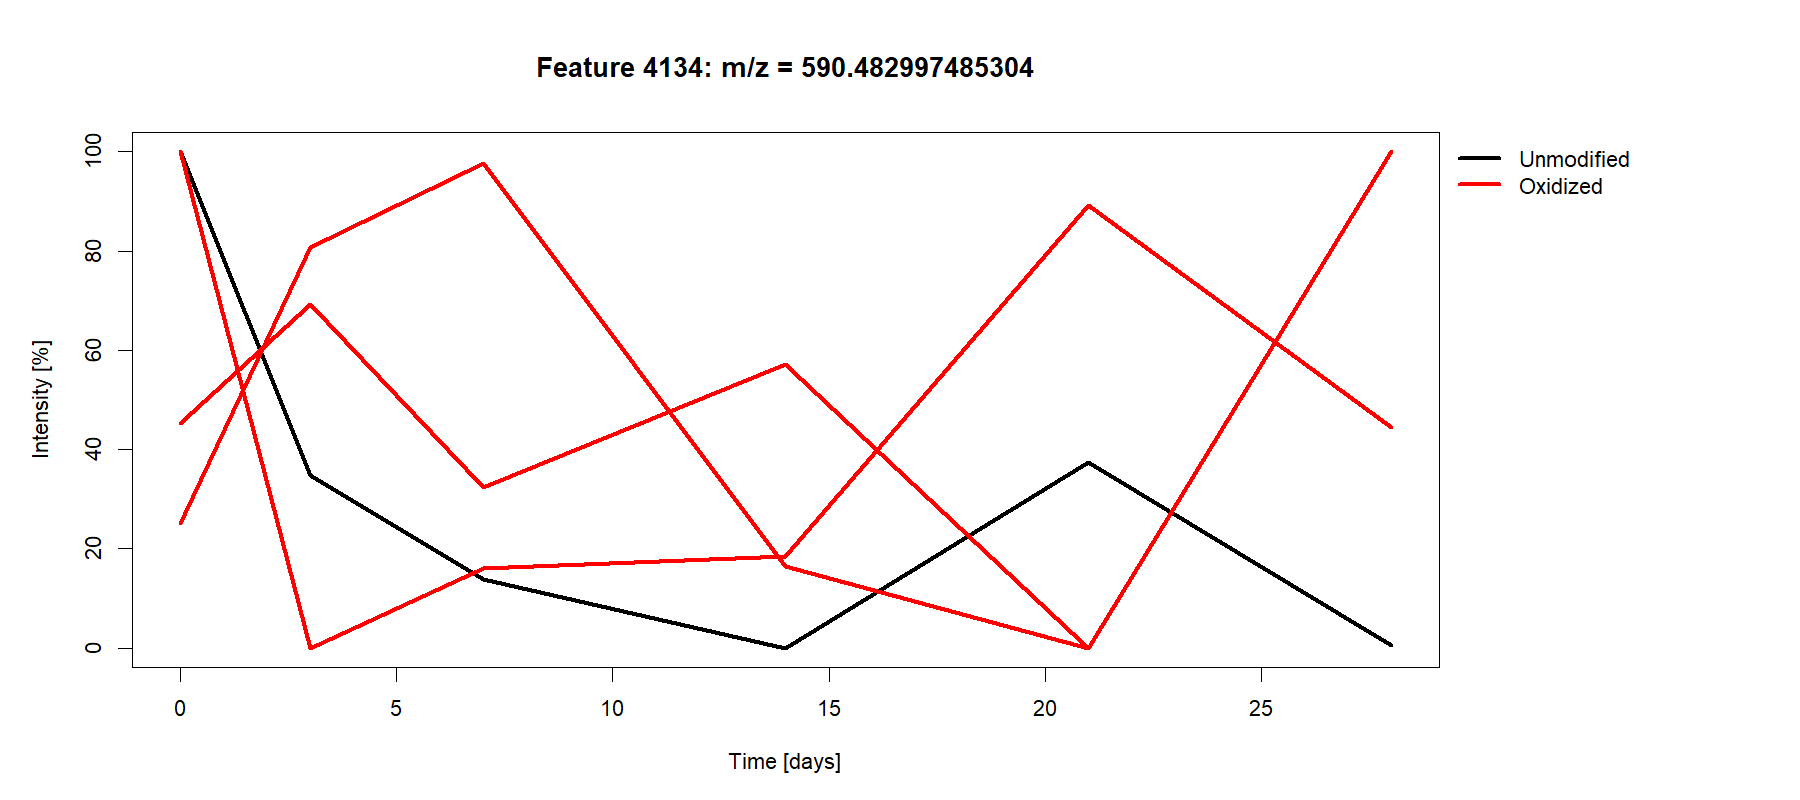 Feature 4134: m/z = 590.482997485304
Unmodified
Oxidized
Intensity [%]
100
80
60
40
20
0
0 5 10 15 20 25
Time [days]